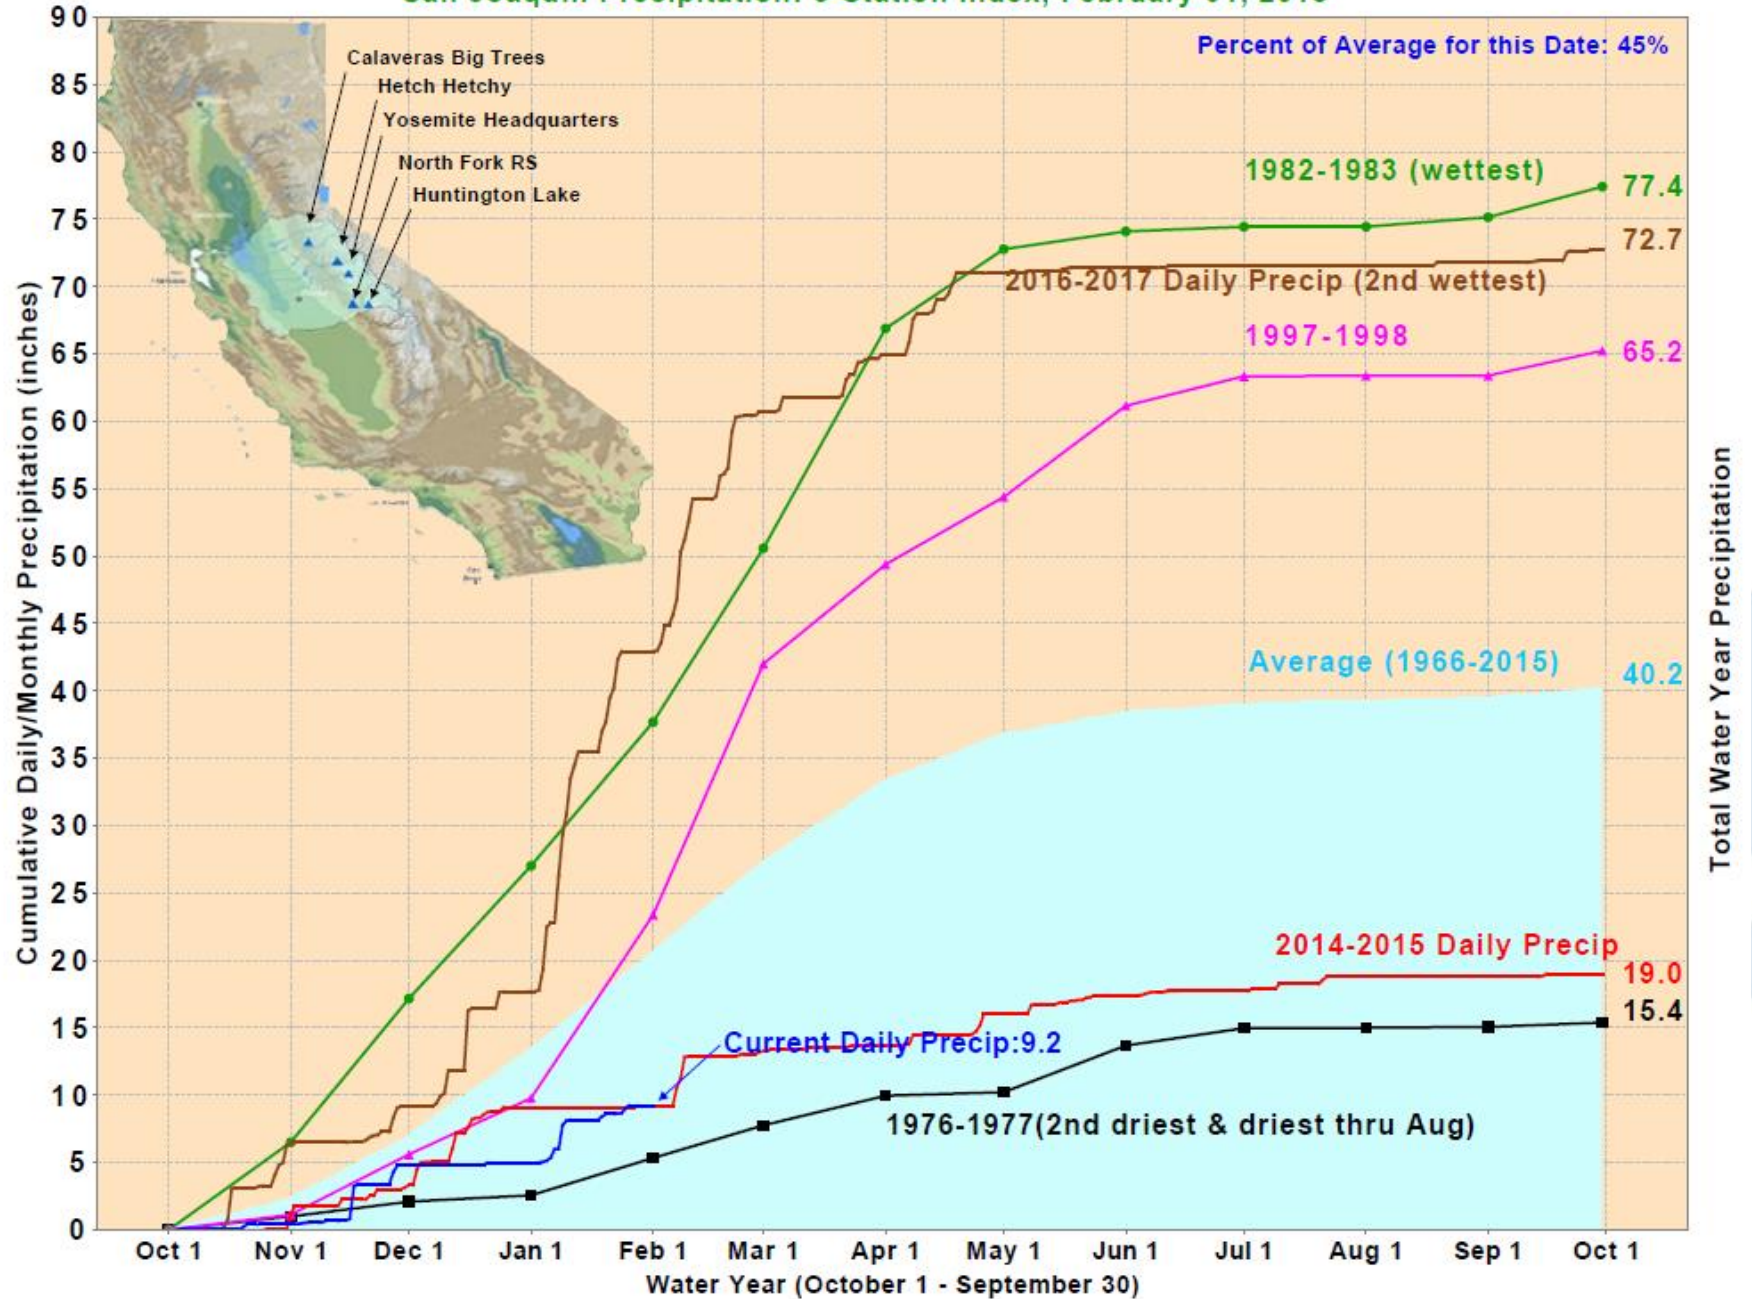 Percent of Average for this Date: 45%
Calaveras Big Trees
Hetch Hetchy
Yosemite Headquarters
North Fork RS
Huntington Lake
1982-1983 (wettest)
77.4
72.7
2016-2017 Daily Precip (2nd wettest)
1997-1998
65.2
Average (1966-2015)
40.2
2014-2015 Daily Precip
19.0
15.4
Current Daily Precip:9.2
1976-1977(2nd driest & driest thru Aug)
Cumulative Daily/Monthly Precipitation (inches)
90
85
80
75
70
65
60
55
50
45
40
35
30
25
20
15
10
5
0
Total Water Year Precipitation
Oct 1 Nov 1 Dec 1 Jan 1 Feb 1 Mar 1 Apr 1 May 1 Jun 1 Jul 1 Aug 1 Sep 1 Oct 1
Water Year (October 1 - September 30)